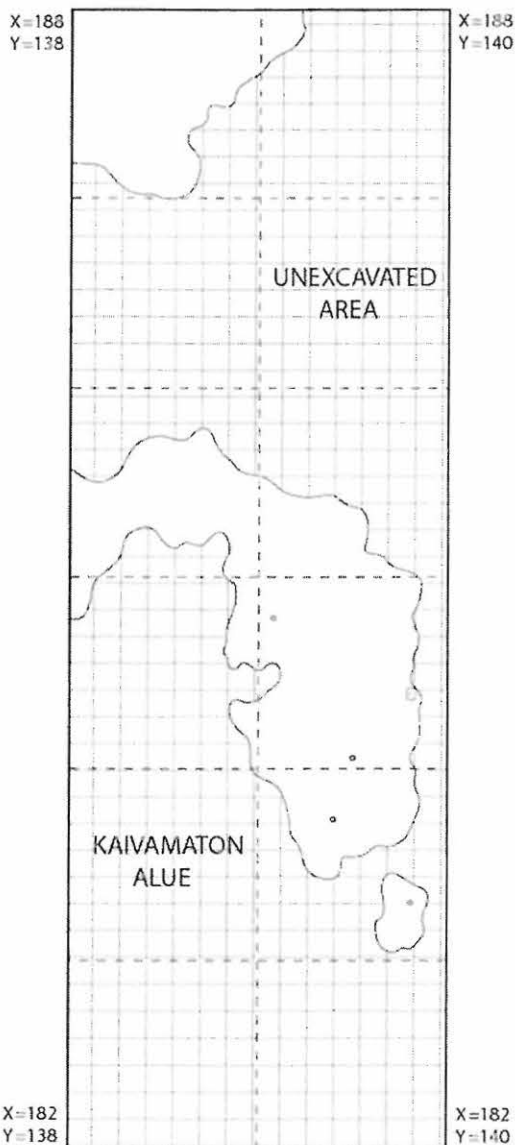 X=188
Y=138
X=188
Y=140
UNEXCAVATED
AREA
KAIVAMATON
ALUE
X=182
Y=138
X=182
Y=140